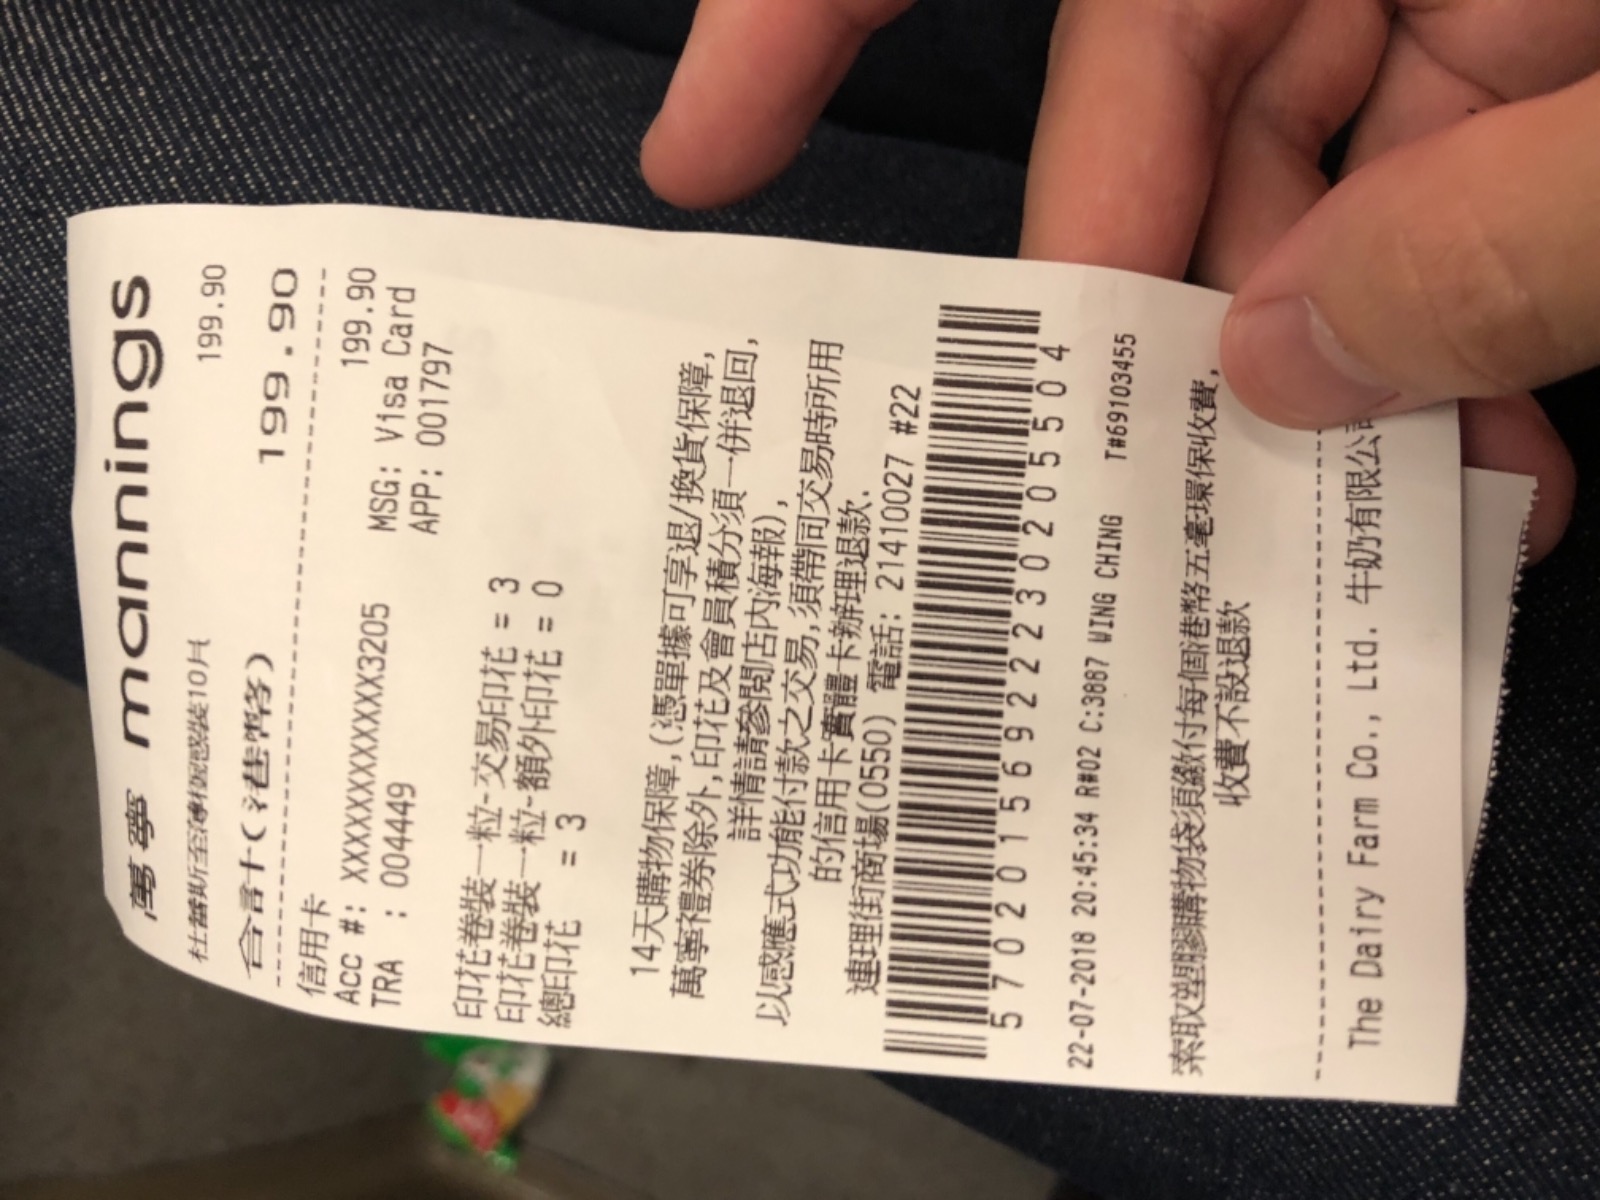 萬寧 mannings
杜蕾斯至薄幻隱感裝10片 199.90
合計(港幣) 199.90
信用卡 199.90
ACC #: XXXXXXXXXXXX3205 MSG: Visa Card
TRA : 004449 APP: 001797
印花卷裝一粒-交易印花 = 3
印花卷裝一粒-額外印花 = 0
總印花 = 3
14天購物保障,(憑單據可享退/換貨保障,
萬寧禮券除外,印花及會員積分須一併退回,
詳情請參閱店內海報),
以感應式功能付款之交易,須帶同交易時所用
的信用卡實體卡辦理退款.
連理街商場(0550) 電話: 21410027 #22
57020156922230205504
22-07-2018 20:45:34 R#02 C:3887 WING CHING T#69103455
索取塑膠購物袋須繳付每個港幣五毫環保收費,
收費不設退款
The Dairy Farm Co., Ltd. 牛奶有限公司